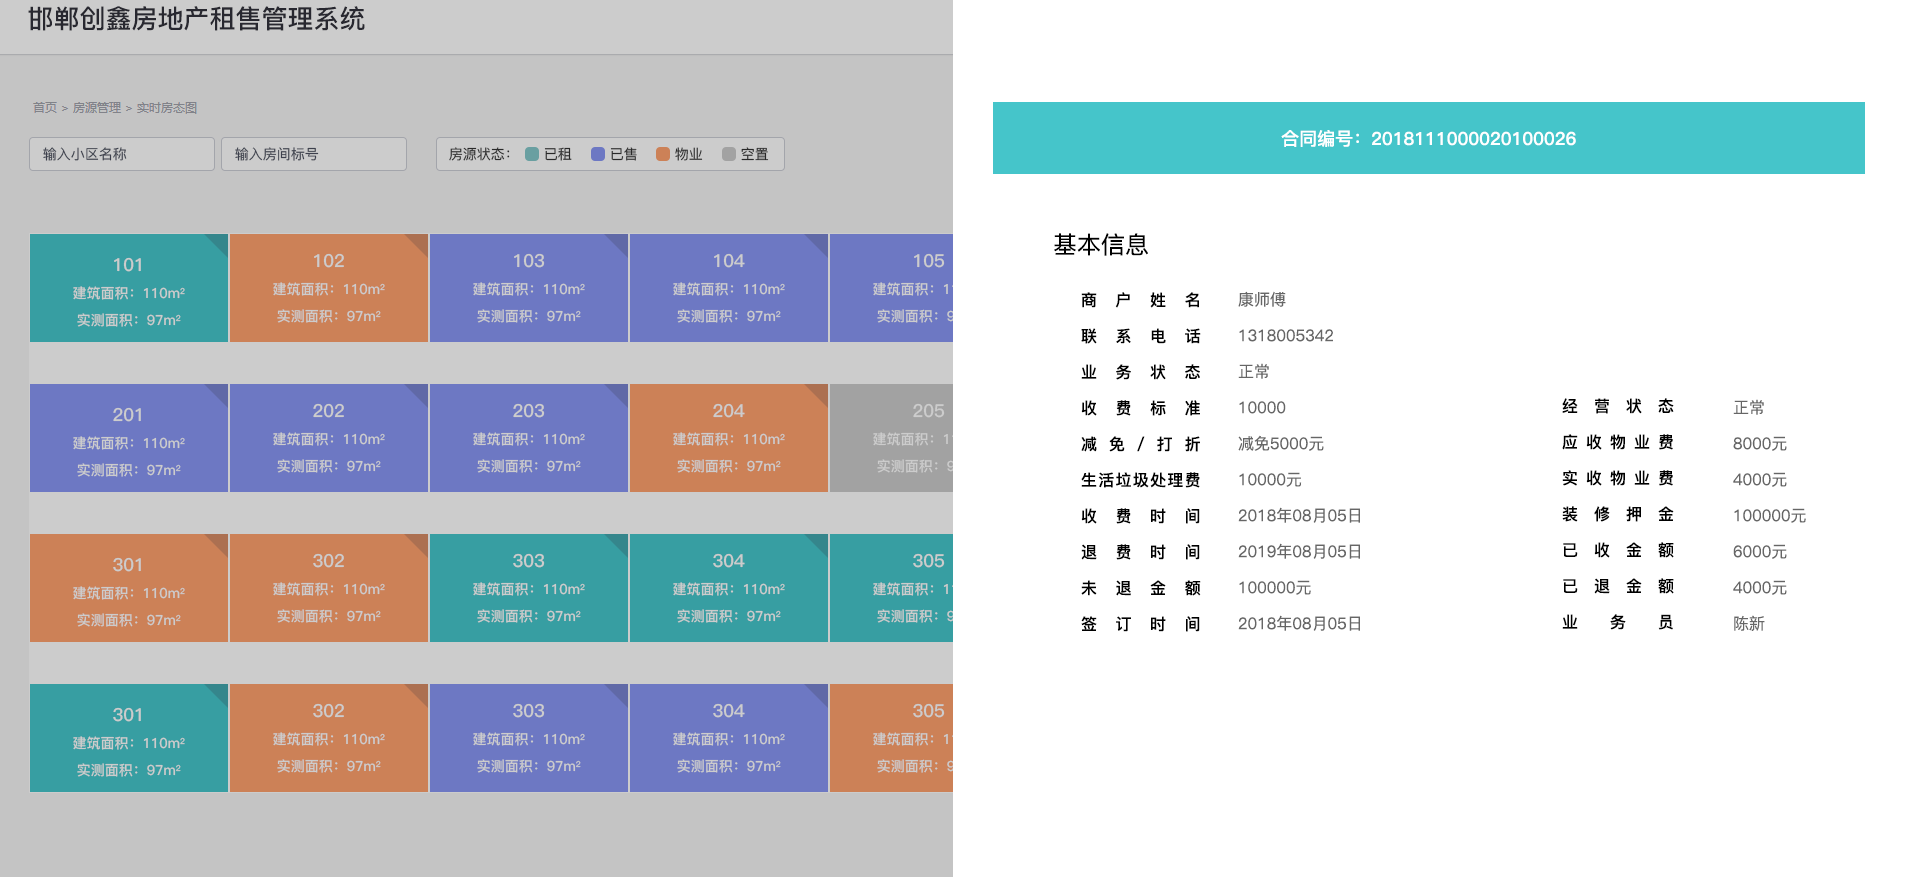 邯郸创鑫房地产租售管理系统
首页 > 房源管理 > 实时房态图
输入小区名称 输入房间标号 房源状态： 已租 已售 物业 空置
101 102 103 104 105
建筑面积：110m² 建筑面积：110m² 建筑面积：110m² 建筑面积：110m² 建筑面积：1
实测面积：97m² 实测面积：97m² 实测面积：97m² 实测面积：97m² 实测面积：9
201 202 203 204 205
建筑面积：110m² 建筑面积：110m² 建筑面积：110m² 建筑面积：110m² 建筑面积：1
实测面积：97m² 实测面积：97m² 实测面积：97m² 实测面积：97m² 实测面积：9
301 302 303 304 305
建筑面积：110m² 建筑面积：110m² 建筑面积：110m² 建筑面积：110m² 建筑面积：1
实测面积：97m² 实测面积：97m² 实测面积：97m² 实测面积：97m² 实测面积：9
301 302 303 304 305
建筑面积：110m² 建筑面积：110m² 建筑面积：110m² 建筑面积：110m² 建筑面积：1
实测面积：97m² 实测面积：97m² 实测面积：97m² 实测面积：97m² 实测面积：9
合同编号：2018111000020100026
基本信息
商户姓名 康师傅
联系电话 1318005342
业务状态 正常
收费标准 10000 经营状态 正常
减免/打折 减免5000元 应收物业费 8000元
生活垃圾处理费 10000元 实收物业费 4000元
收费时间 2018年08月05日 装修押金 100000元
退费时间 2019年08月05日 已收金额 6000元
未退金额 100000元 已退金额 4000元
签订时间 2018年08月05日 业务员 陈新